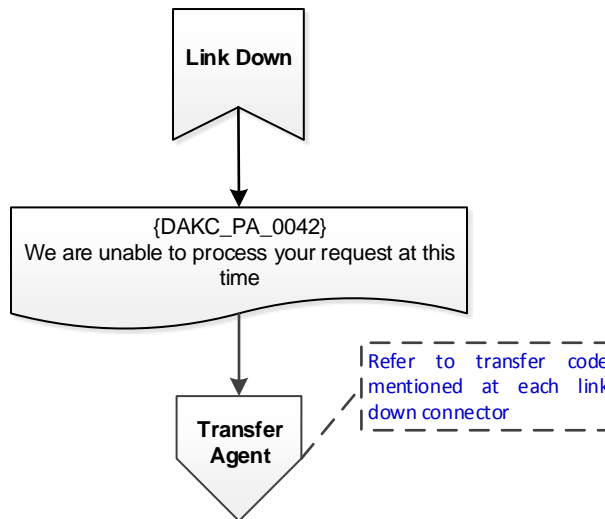 Link Down
{DAKC_PA_0042}
We are unable to process your request at this
time
Refer to transfer code
mentioned at each link
down connector
Transfer
Agent